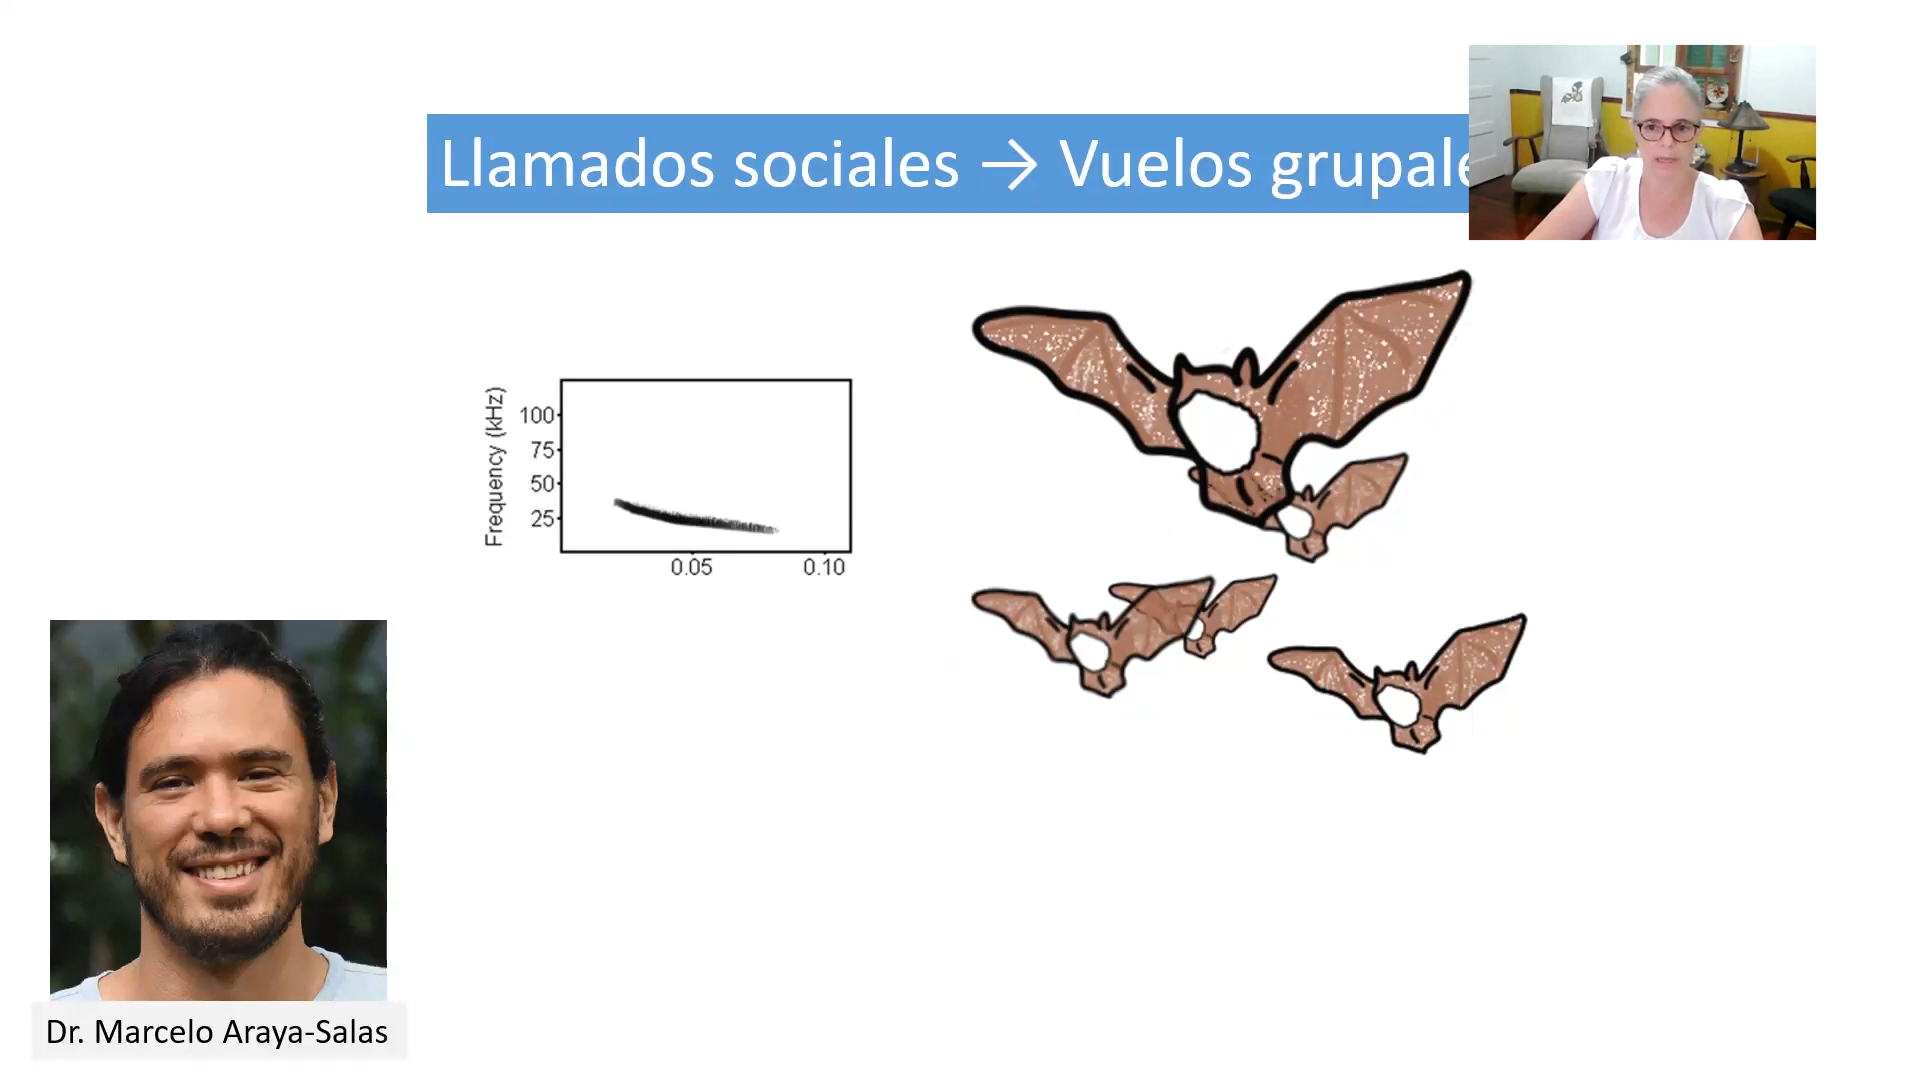 Llamados sociales → Vuelos grupale
Frequency (kHz)
100
75
50
25
0.05 0.10
Dr. Marcelo Araya-Salas